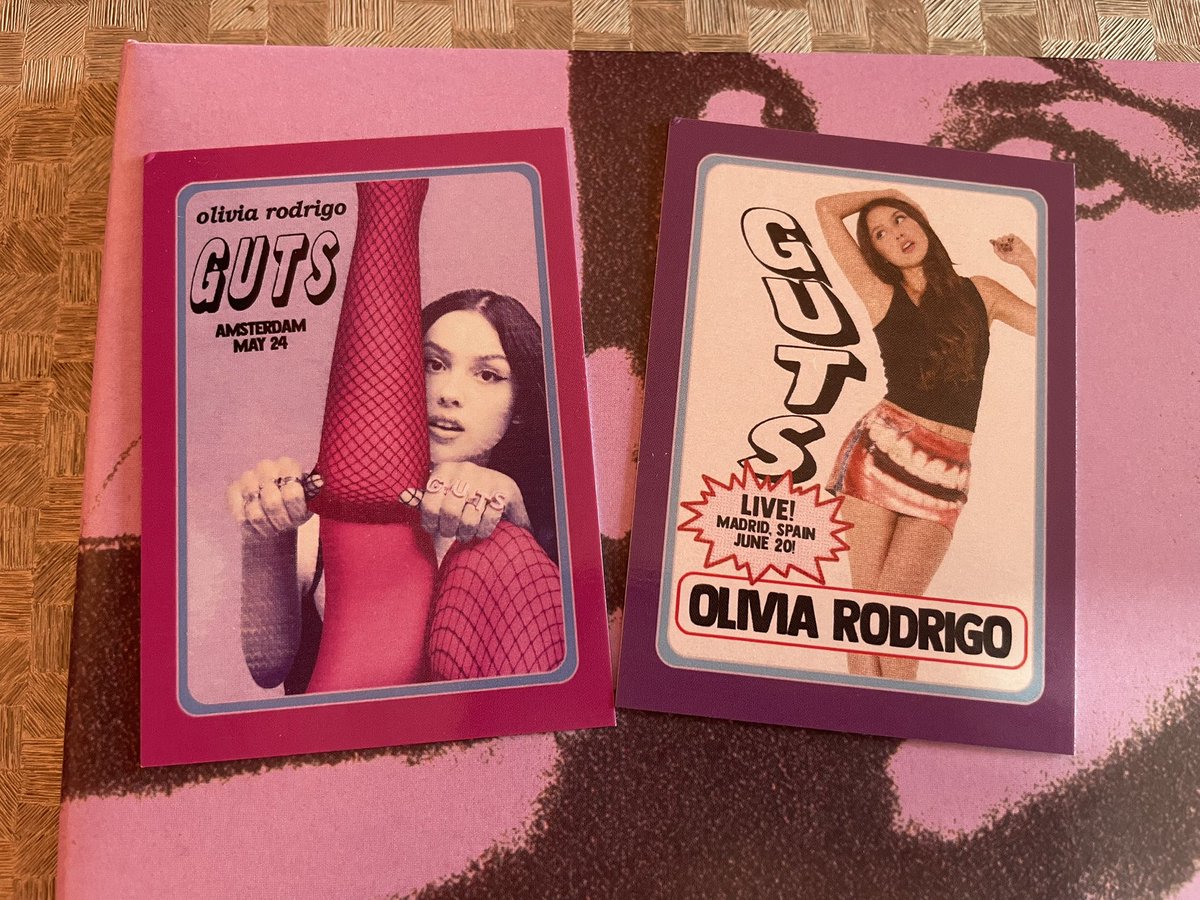 olivia rodrigo
GUTS
AMSTERDAM
MAY 24
GUTS
GUTS
LIVE!
MADRID, SPAIN
JUNE 20!
OLIVIA RODRIGO